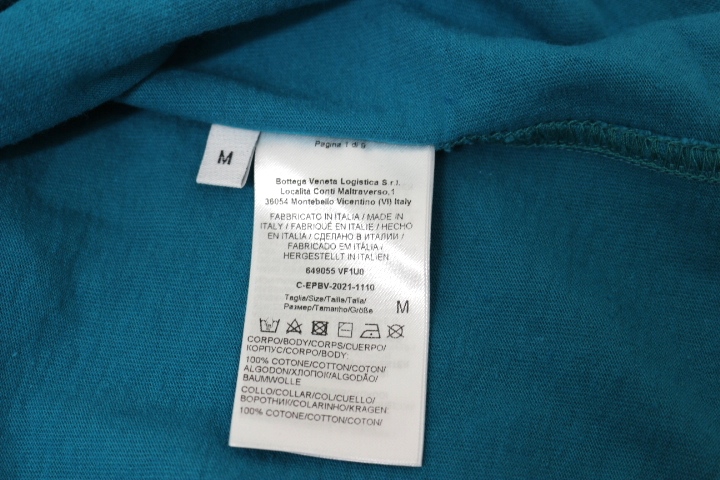 M
Pagina 1 di 6
Bottega Veneta Logistica S.r.l.
Località Conti Maltraverso,1
36054 Montebello Vicentino (VI) Italy
FABBRICATO IN ITALIA / MADE IN
ITALY / FABRIQUÉ EN ITALIE / HECHO
EN ITALIA / СДЕЛАНО В ИТАЛИИ /
FABRICADO EM ITÁLIA /
HERGESTELLT IN ITALIEN
649055 VF1U0
C-EPBV-2021-1110
Taglia/Size/Taille/Talla/
Размер/Tamanho/Größe
M
CORPO/BODY/CORPS/CUERPO/
КОРПУС/CORPO/BODY:
100% COTONE/COTTON/COTON/
ALGODON/ХЛОПОК/ALGODÃO/
BAUMWOLLE
COLLO/COLLAR/COL/CUELLO/
ВОРОТНИК/COLARINHO/KRAGEN:
100% COTONE/COTTON/COTON/